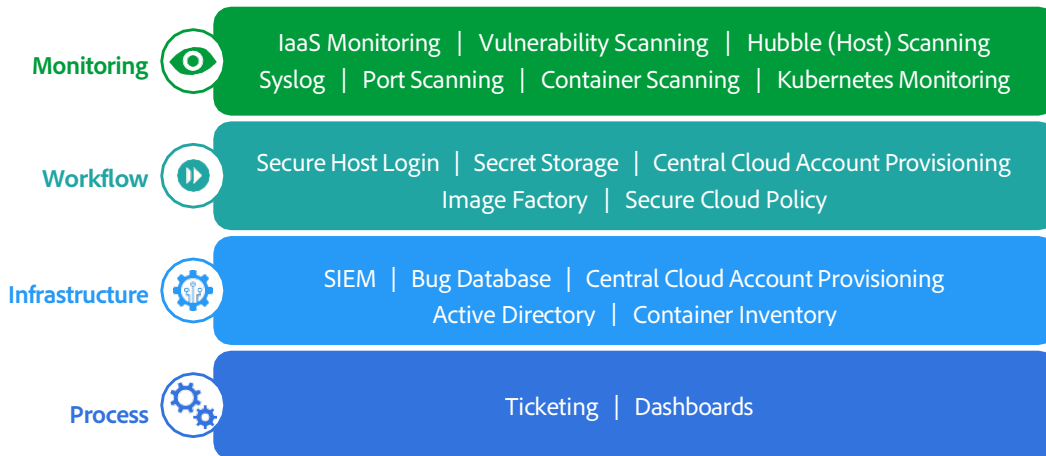 Monitoring
IaaS Monitoring | Vulnerability Scanning | Hubble (Host) Scanning
Syslog | Port Scanning | Container Scanning | Kubernetes Monitoring
Workflow
Secure Host Login | Secret Storage | Central Cloud Account Provisioning
Image Factory | Secure Cloud Policy
Infrastructure
SIEM | Bug Database | Central Cloud Account Provisioning
Active Directory | Container Inventory
Process
Ticketing | Dashboards